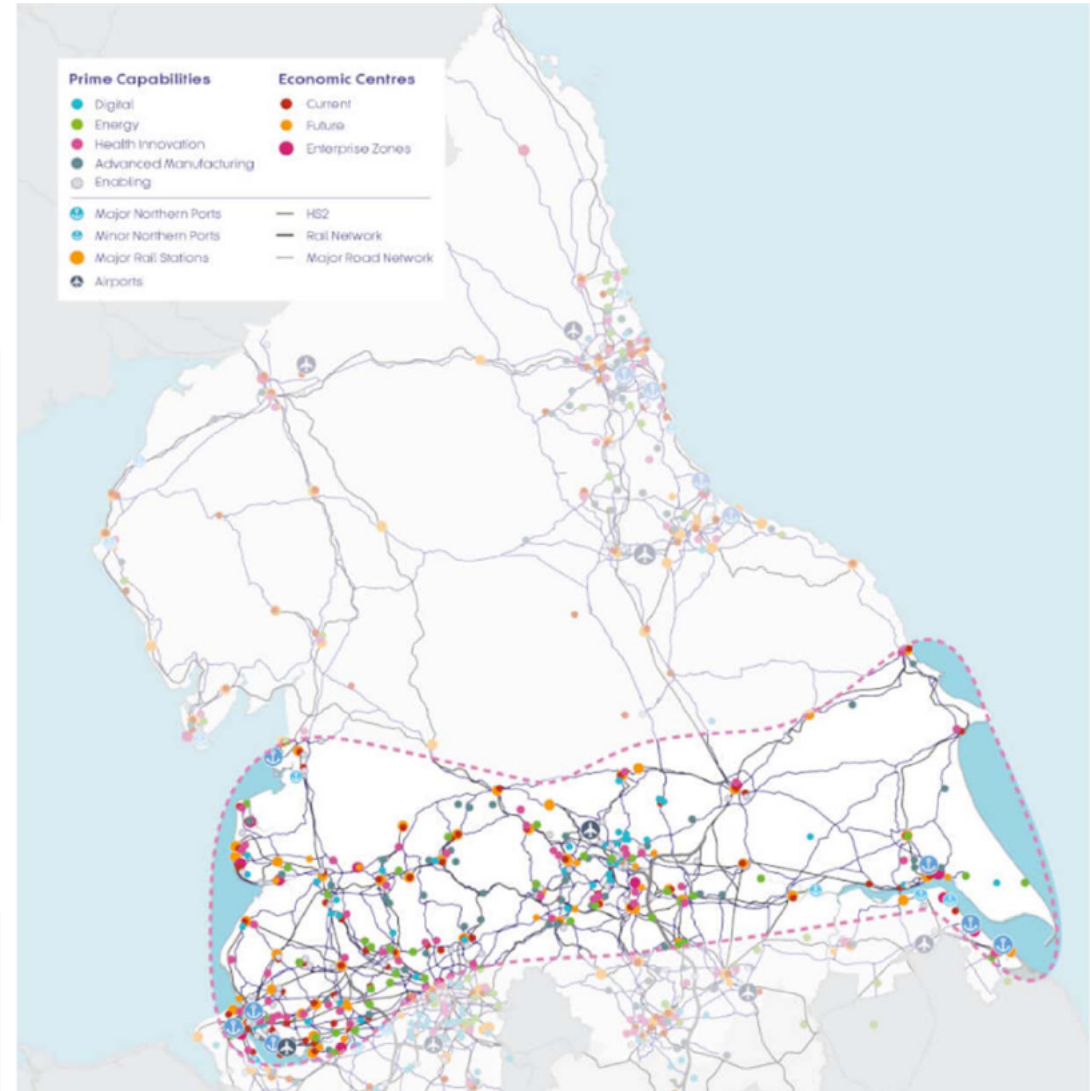 Prime Capabilities
Digital
Energy
Health Innovation
Advanced Manufacturing
Enabling
Economic Centres
Current
Future
Enterprise Zones
Major Northern Ports
Minor Northern Ports
Major Rail Stations
Airports
HS2
Rail Network
Major Road Network